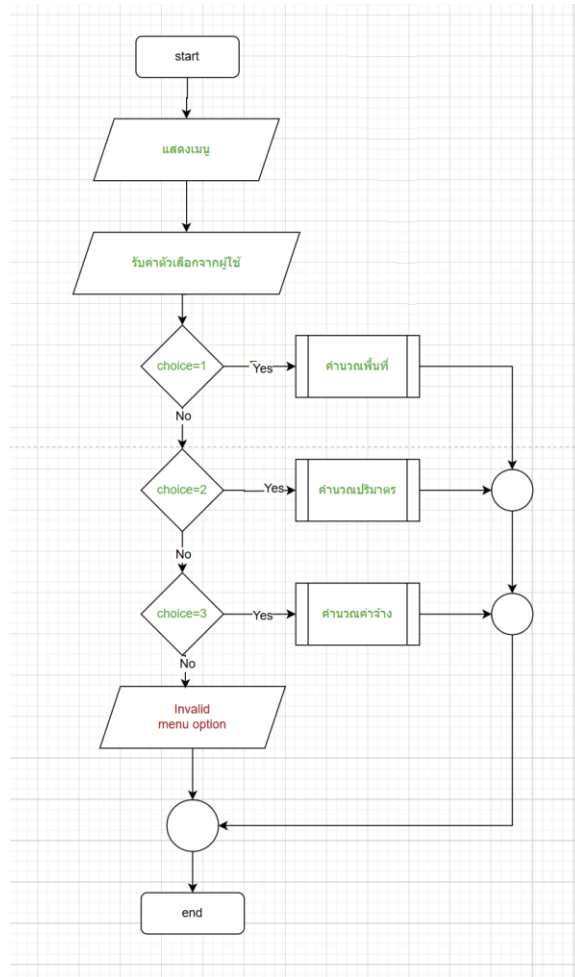 start
แสดงเมนู
รับค่าตัวเลือกจากผู้ใช้
choice=1
Yes
คำนวณพื้นที่
No
choice=2
Yes
คำนวณปริมาตร
No
choice=3
Yes
คำนวณค่าจ้าง
No
Invalid
menu option
end